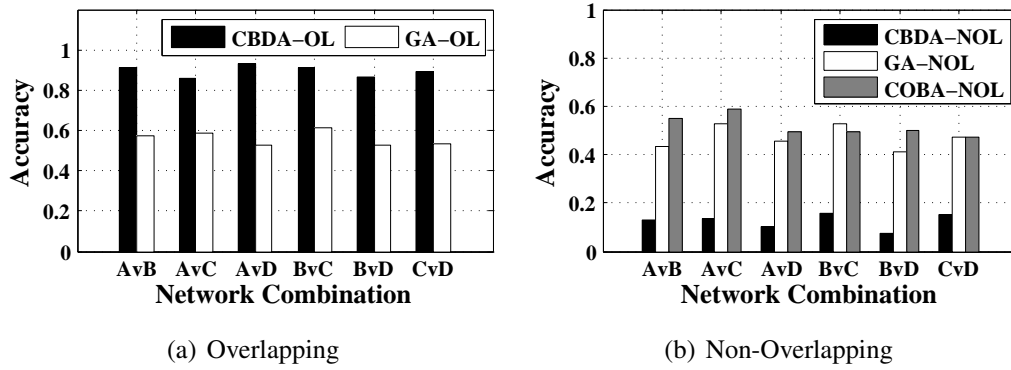 CBDA−OL GA−OL
1
0.8
0.6
0.4
0.2
0
Accuracy
AvB AvC AvD BvC BvD CvD
Network Combination
(a) Overlapping
CBDA−NOL
GA−NOL
COBA−NOL
1
0.8
0.6
0.4
0.2
0
Accuracy
AvB AvC AvD BvC BvD CvD
Network Combination
(b) Non-Overlapping